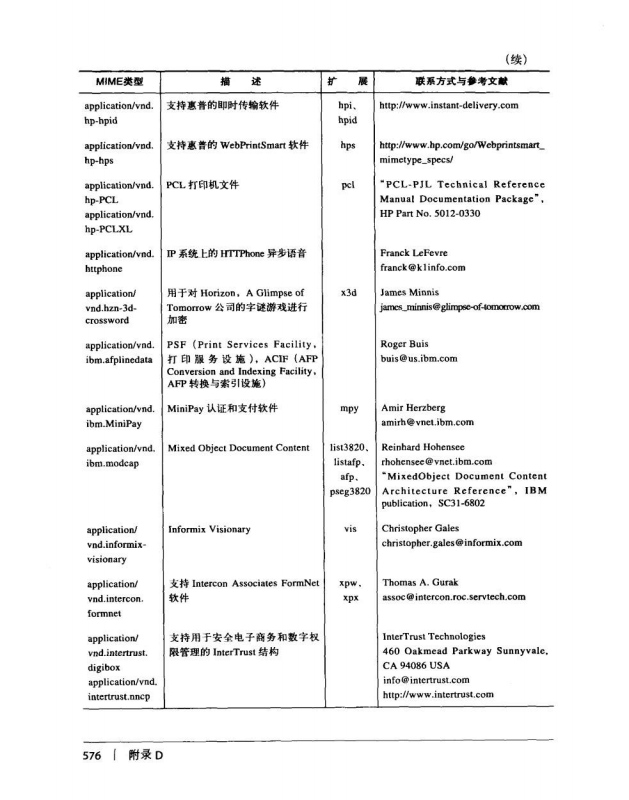 (续)
MIME类型 描 述 扩 展 联系方式与参考文献
application/vnd. 支持惠普的即时传输软件 hpi、 http://www.instant-delivery.com
hp-hpid hpid
application/vnd. 支持惠普的 WebPrintSmart 软件 hps http://www.hp.com/go/Webprintsmart_
hp-hps mimetype_specs/
application/vnd. PCL 打印机文件 pcl “PCL-PJL Technical Reference
hp-PCL Manual Documentation Package”,
application/vnd. HP Part No. 5012-0330
hp-PCLXL
application/vnd. IP 系统上的 HTTPhone 异步语音 Franck LeFevre
httphone franck@k1info.com
application/ 用于对 Horizon, A Glimpse of x3d James Minnis
vnd.hzn-3d- Tomorrow 公司的字谜游戏进行 james_minnis@glimpse-of-tomorrow.com
crossword 加密
application/vnd. PSF (Print Services Facility, Roger Buis
ibm.afplinedata 打印服务设施)、ACIF (AFP buis@us.ibm.com
Conversion and Indexing Facility,
AFP 转换与索引设施)
application/vnd. MiniPay 认证和支付软件 mpy Amir Herzberg
ibm.MiniPay amirh@vnet.ibm.com
application/vnd. Mixed Object Document Content list3820、 Reinhard Hohensee
ibm.modcap listafp、 rhohensee@vnet.ibm.com
afp、 “MixedObject Document Content
pseg3820 Architecture Reference”, IBM
publication, SC31-6802
application/ Informix Visionary vis Christopher Gales
vnd.informix- christopher.gales@informix.com
visionary
application/ 支持 Intercon Associates FormNet xpw、 Thomas A. Gurak
vnd.intercon. 软件 xpx assoc@intercon.roc.servtech.com
formnet
application/ 支持用于安全电子商务和数字权 InterTrust Technologies
vnd.intertrust. 限管理的 InterTrust 结构 460 Oakmead Parkway Sunnyvale,
digibox CA 94086 USA
application/vnd. info@intertrust.com
intertrust.nncp http://www.intertrust.com
576 | 附录 D